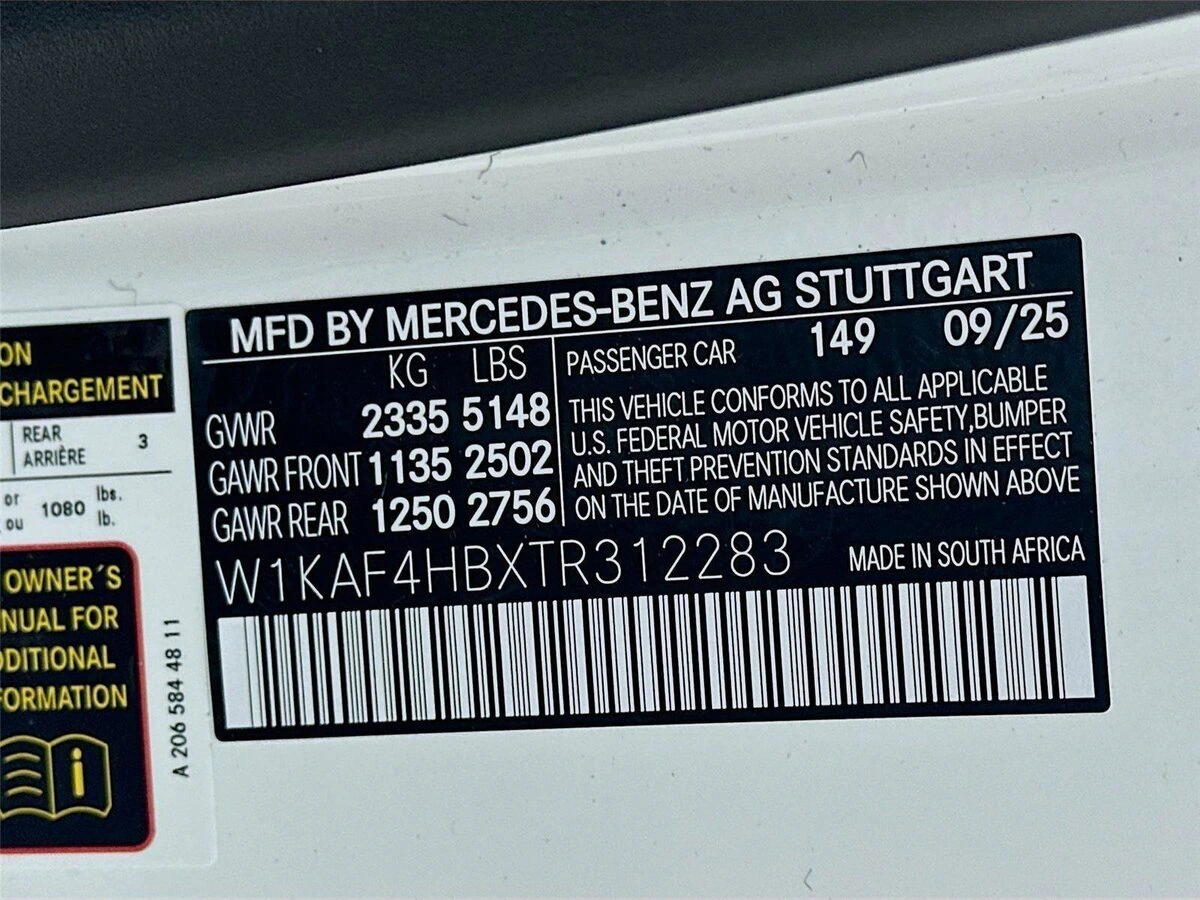 MFD BY MERCEDES-BENZ AG STUTTGART
KG LBS
GVWR 2335 5148
GAWR FRONT 1135 2502
GAWR REAR 1250 2756
PASSENGER CAR 149 09/25
THIS VEHICLE CONFORMS TO ALL APPLICABLE
U.S. FEDERAL MOTOR VEHICLE SAFETY,BUMPER
AND THEFT PREVENTION STANDARDS IN EFFECT
ON THE DATE OF MANUFACTURE SHOWN ABOVE
W1KAF4HBXTR312283 MADE IN SOUTH AFRICA
ON
CHARGEMENT
REAR 3
ARRIÈRE
or 1080 lbs.
ou lb.
OWNER´S
NUAL FOR
DDITIONAL
FORMATION
i
A 206 584 48 11